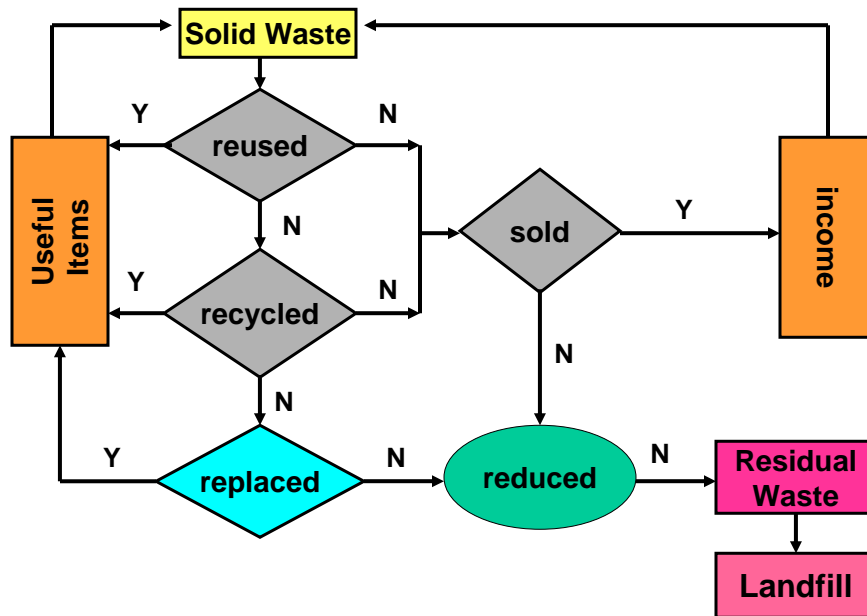 Solid Waste
Y
N
reused
Useful
Items
N
sold
Y
income
Y
recycled
N
N
N
Y
replaced
N
reduced
N
Residual
Waste
Landfill